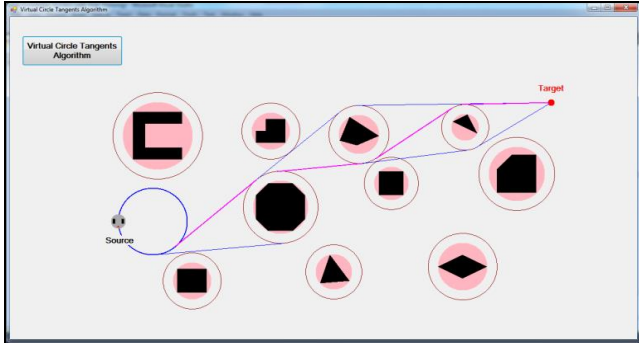 Virtual Circle Tangents Algorithm
Virtual Circle Tangents
Algorithm
Target
Source